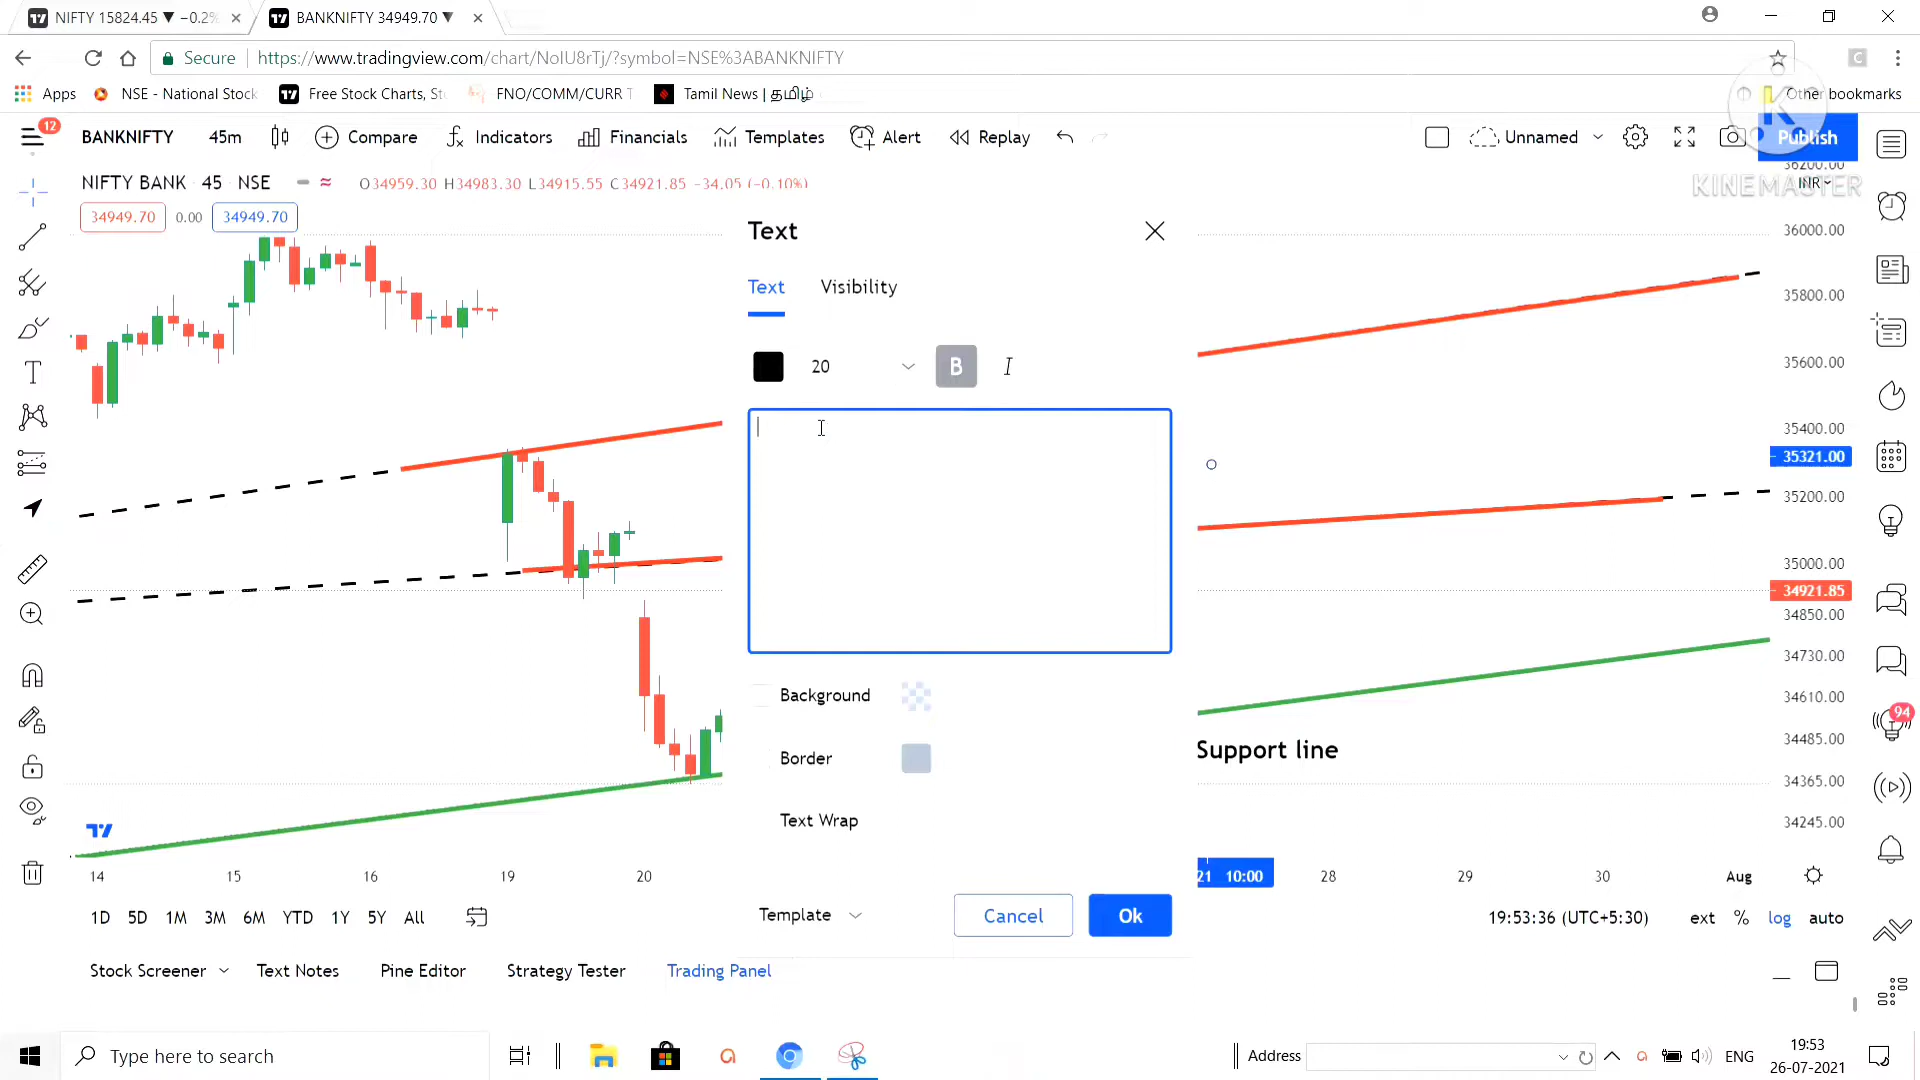 NIFTY 15824.45 ▼ −0.2%
BANKNIFTY 34949.70 ▼
Secure
https://www.tradingview.com/chart/NoIU8rTj/?symbol=NSE%3ABANKNIFTY
Apps
NSE - National Stock
Free Stock Charts, St
FNO/COMM/CURR T
Tamil News | தமிழ்
Other bookmarks
12
BANKNIFTY
45m
Compare
Indicators
Financials
Templates
Alert
Replay
Unnamed
Publish
K
KINEMASTER
NIFTY BANK 45 NSE
O34959.30 H34983.30 L34915.55 C34921.85 −34.05 (−0.10%)
INR
34949.70
0.00
34949.70
Text
Text
Visibility
20
B
I
Background
Border
Text Wrap
Template
Cancel
Ok
Support line
36200.00
36000.00
35800.00
35600.00
35400.00
35321.00
35200.00
35000.00
34921.85
34850.00
34730.00
34610.00
34485.00
34365.00
34245.00
94
14
15
16
19
20
21 10:00
28
29
30
Aug
1D 5D 1M 3M 6M YTD 1Y 5Y All
19:53:36 (UTC+5:30)
ext % log auto
Stock Screener
Text Notes
Pine Editor
Strategy Tester
Trading Panel
Type here to search
Address
ENG
19:53
26-07-2021